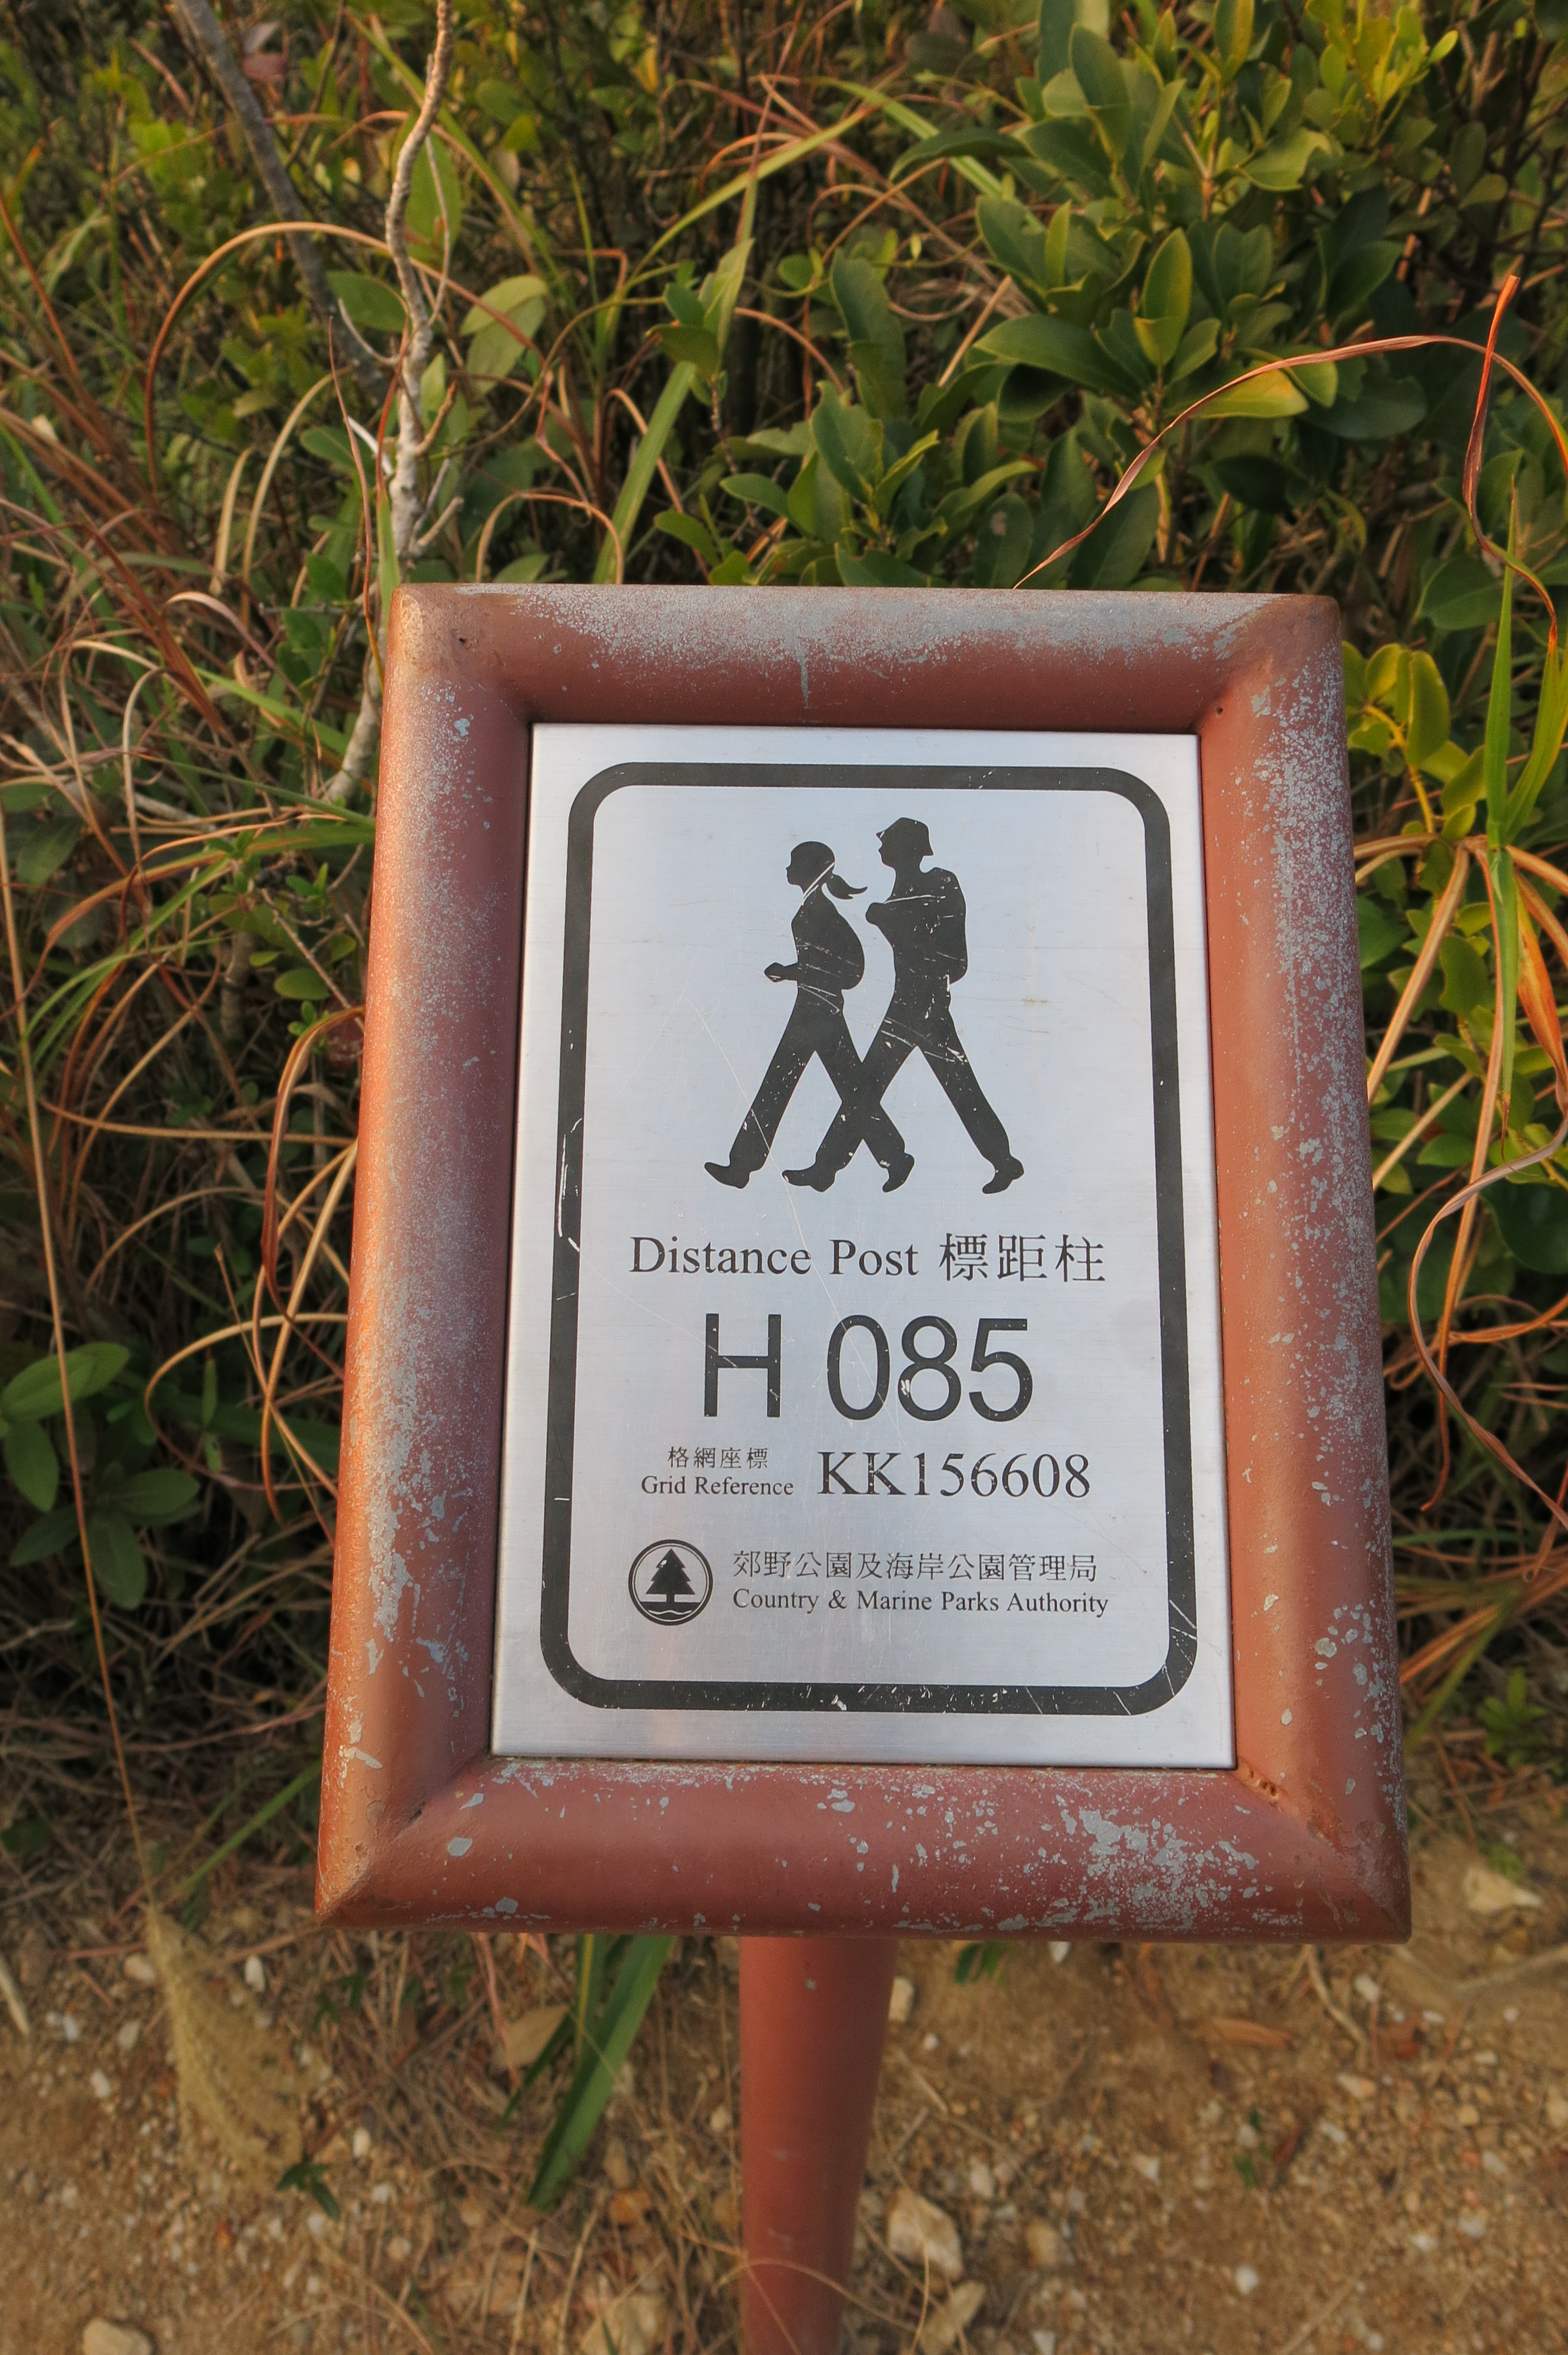 Distance Post 標距柱
H 085
格網座標
Grid Reference KK156608
郊野公園及海岸公園管理局
Country & Marine Parks Authority